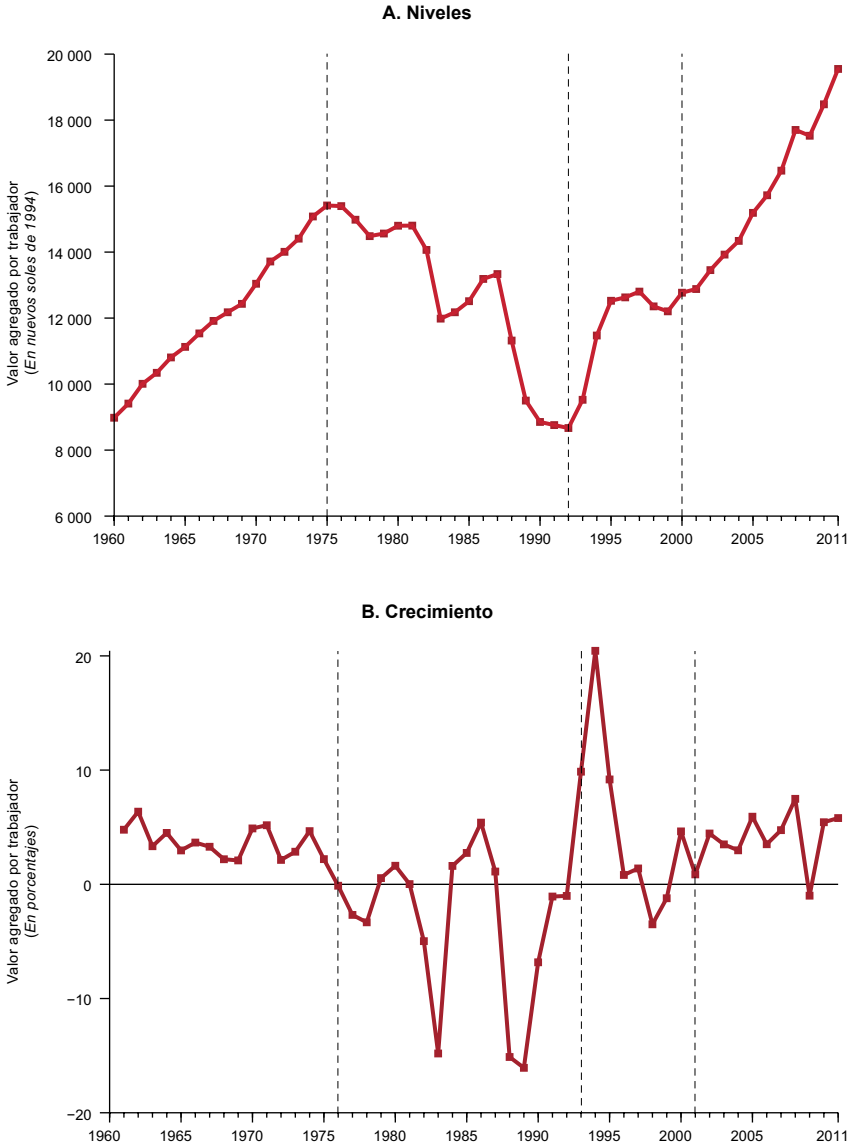 A. Niveles
Valor agregado por trabajador
(En nuevos soles de 1994)
20 000
18 000
16 000
14 000
12 000
10 000
8 000
6 000
1960 1965 1970 1975 1980 1985 1990 1995 2000 2005 2011
B. Crecimiento
Valor agregado por trabajador
(En porcentajes)
20
10
0
−10
−20
1960 1965 1970 1975 1980 1985 1990 1995 2000 2005 2011